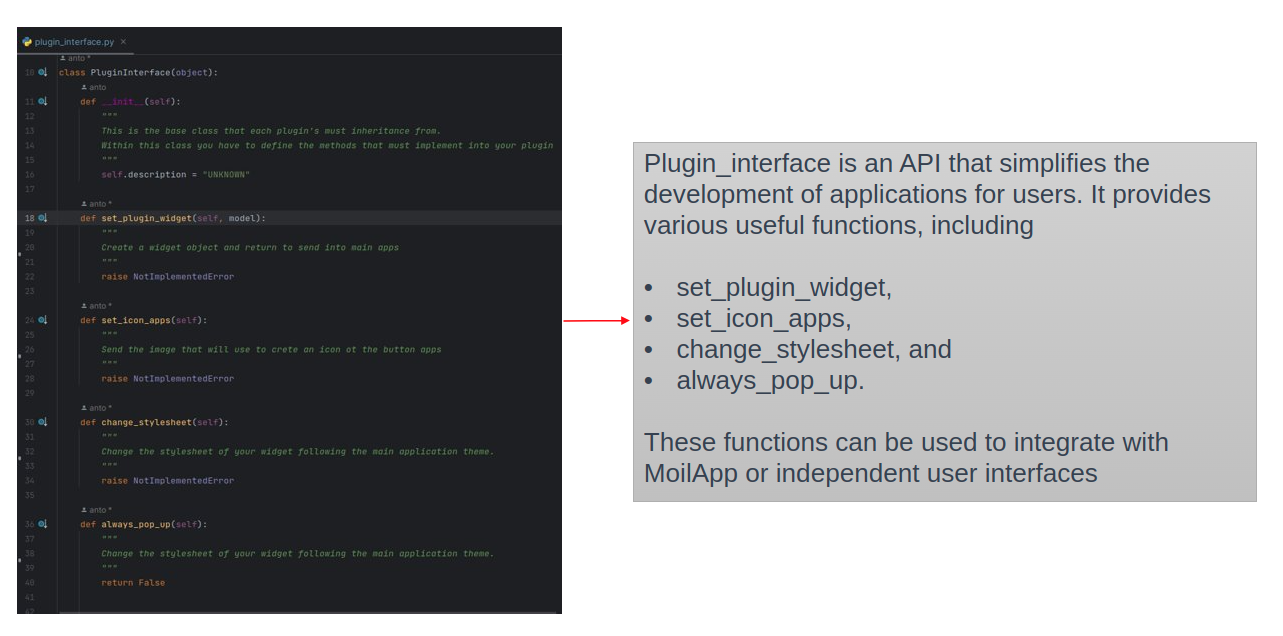 plugin_interface.py ×
anto *
10 class PluginInterface(object):
anto
11 def __init__(self):
12 """
13 This is the base class that each plugin's must inheritance from.
14 Within this class you have to define the methods that must implement into your plugin
15 """
16 self.description = "UNKNOWN"
17
anto *
18 def set_plugin_widget(self, model):
19 """
20 Create a widget object and return to send into main apps
21 """
22 raise NotImplementedError
23
anto *
24 def set_icon_apps(self):
25 """
26 Send the image that will use to crete an icon ot the button apps
27 """
28 raise NotImplementedError
29
anto *
30 def change_stylesheet(self):
31 """
32 Change the stylesheet of your widget following the main application theme.
33 """
34 raise NotImplementedError
35
anto *
36 def always_pop_up(self):
37 """
38 Change the stylesheet of your widget following the main application theme.
39 """
40 return False
41
42
Plugin_interface is an API that simplifies the
development of applications for users. It provides
various useful functions, including
• set_plugin_widget,
• set_icon_apps,
• change_stylesheet, and
• always_pop_up.
These functions can be used to integrate with
MoilApp or independent user interfaces